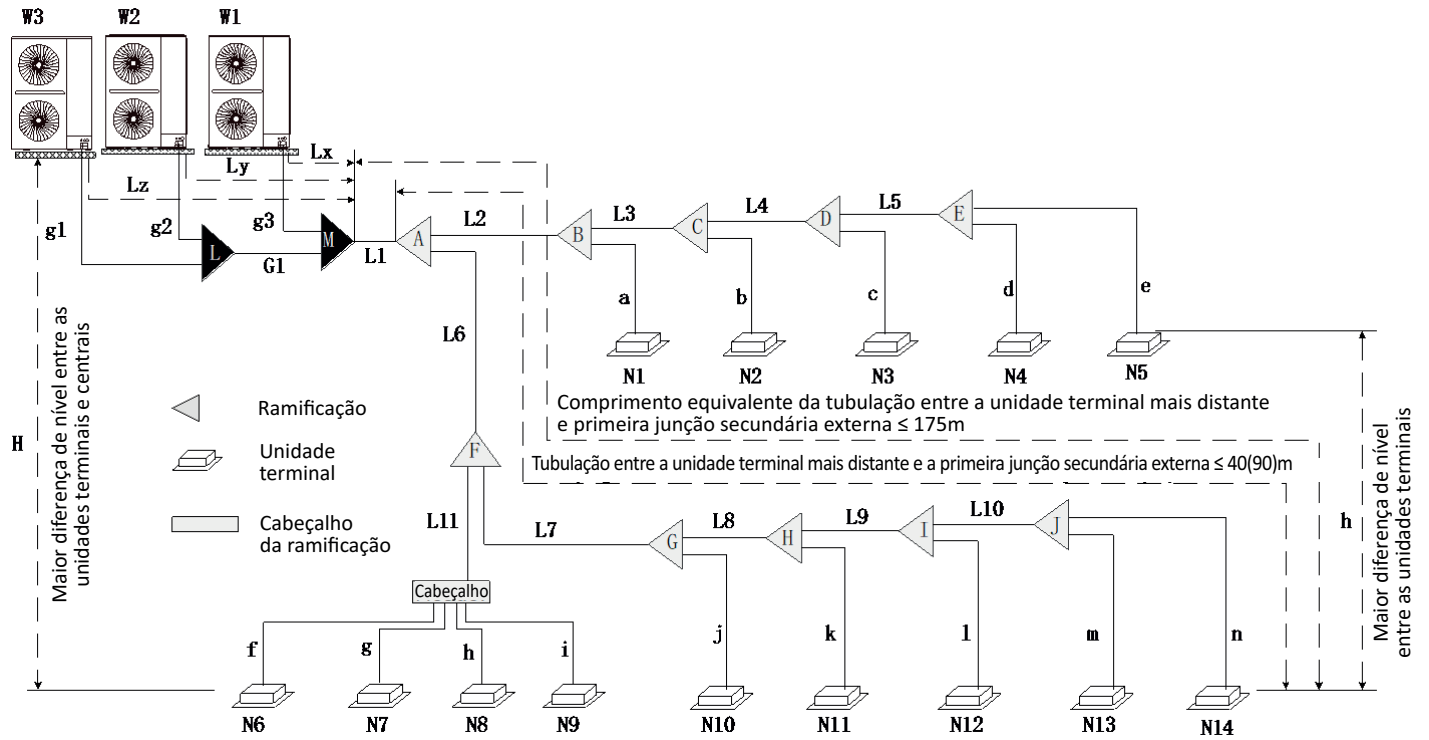 W3
W2
W1
Lx
Ly
Lz
g1
g2
g3
L
M
G1
L1
A
L2
B
L3
C
L4
D
L5
E
a
b
c
d
e
N1
N2
N3
N4
N5
L6
H
Maior diferença de nível entre as
unidades terminais e centrais
Ramificação
Unidade
terminal
Cabeçalho
da ramificação
Comprimento equivalente da tubulação entre a unidade terminal mais distante
e primeira junção secundária externa ≤ 175m
Tubulação entre a unidade terminal mais distante e a primeira junção secundária externa ≤ 40(90)m
h
Maior diferença de nível
entre as unidades terminais
F
L11
L7
G
L8
H
L9
I
L10
J
Cabeçalho
f
g
h
i
j
k
l
m
n
N6
N7
N8
N9
N10
N11
N12
N13
N14